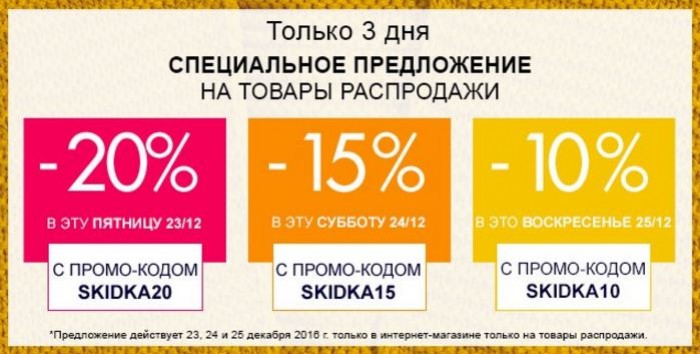 Только 3 дня
СПЕЦИАЛЬНОЕ ПРЕДЛОЖЕНИЕ
НА ТОВАРЫ РАСПРОДАЖИ
-20%
В ЭТУ ПЯТНИЦУ 23/12
С ПРОМО-КОДОМ
SKIDKA20
-15%
В ЭТУ СУББОТУ 24/12
С ПРОМО-КОДОМ
SKIDKA15
-10%
В ЭТО ВОСКРЕСЕНЬЕ 25/12
С ПРОМО-КОДОМ
SKIDKA10
*Предложение действует 23, 24 и 25 декабря 2016 г. только в интернет-магазине только на товары распродажи.